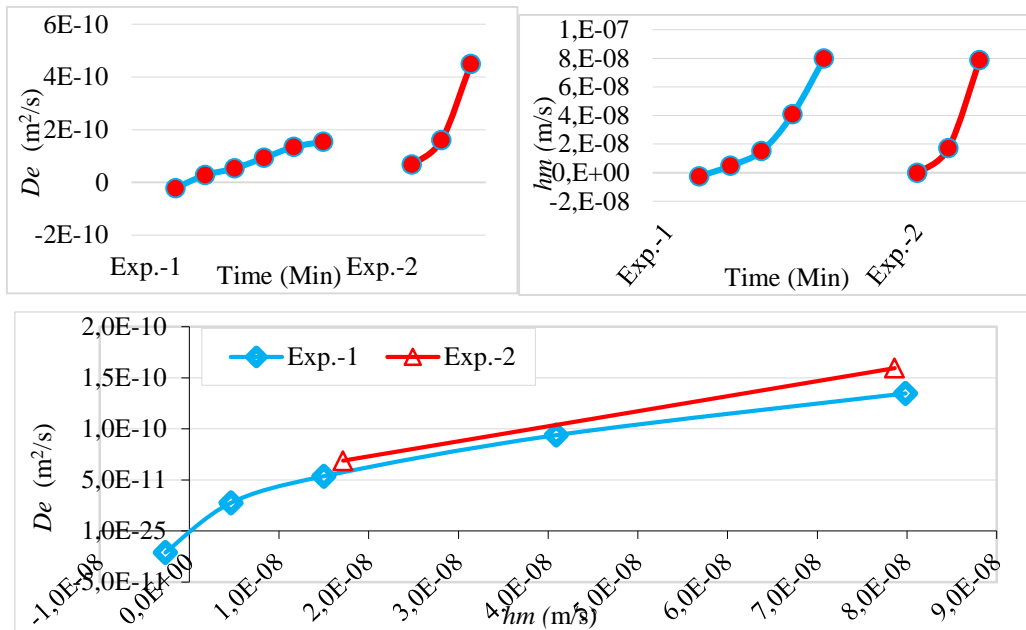 6E-10
4E-10
2E-10
0
-2E-10
De (m²/s)
Exp.-1
Time (Min)
Exp.-2
1,E-07
8,E-08
6,E-08
4,E-08
2,E-08
0,E+00
-2,E-08
hm (m/s)
Exp.-1
Time (Min)
Exp.-2
2,0E-10
1,5E-10
1,0E-10
5,0E-11
1,0E-25
-5,0E-11
De (m²/s)
Exp.-1
Exp.-2
-1,0E-08
0,0E+00
1,0E-08
2,0E-08
3,0E-08
4,0E-08
5,0E-08
6,0E-08
7,0E-08
8,0E-08
9,0E-08
hm (m/s)